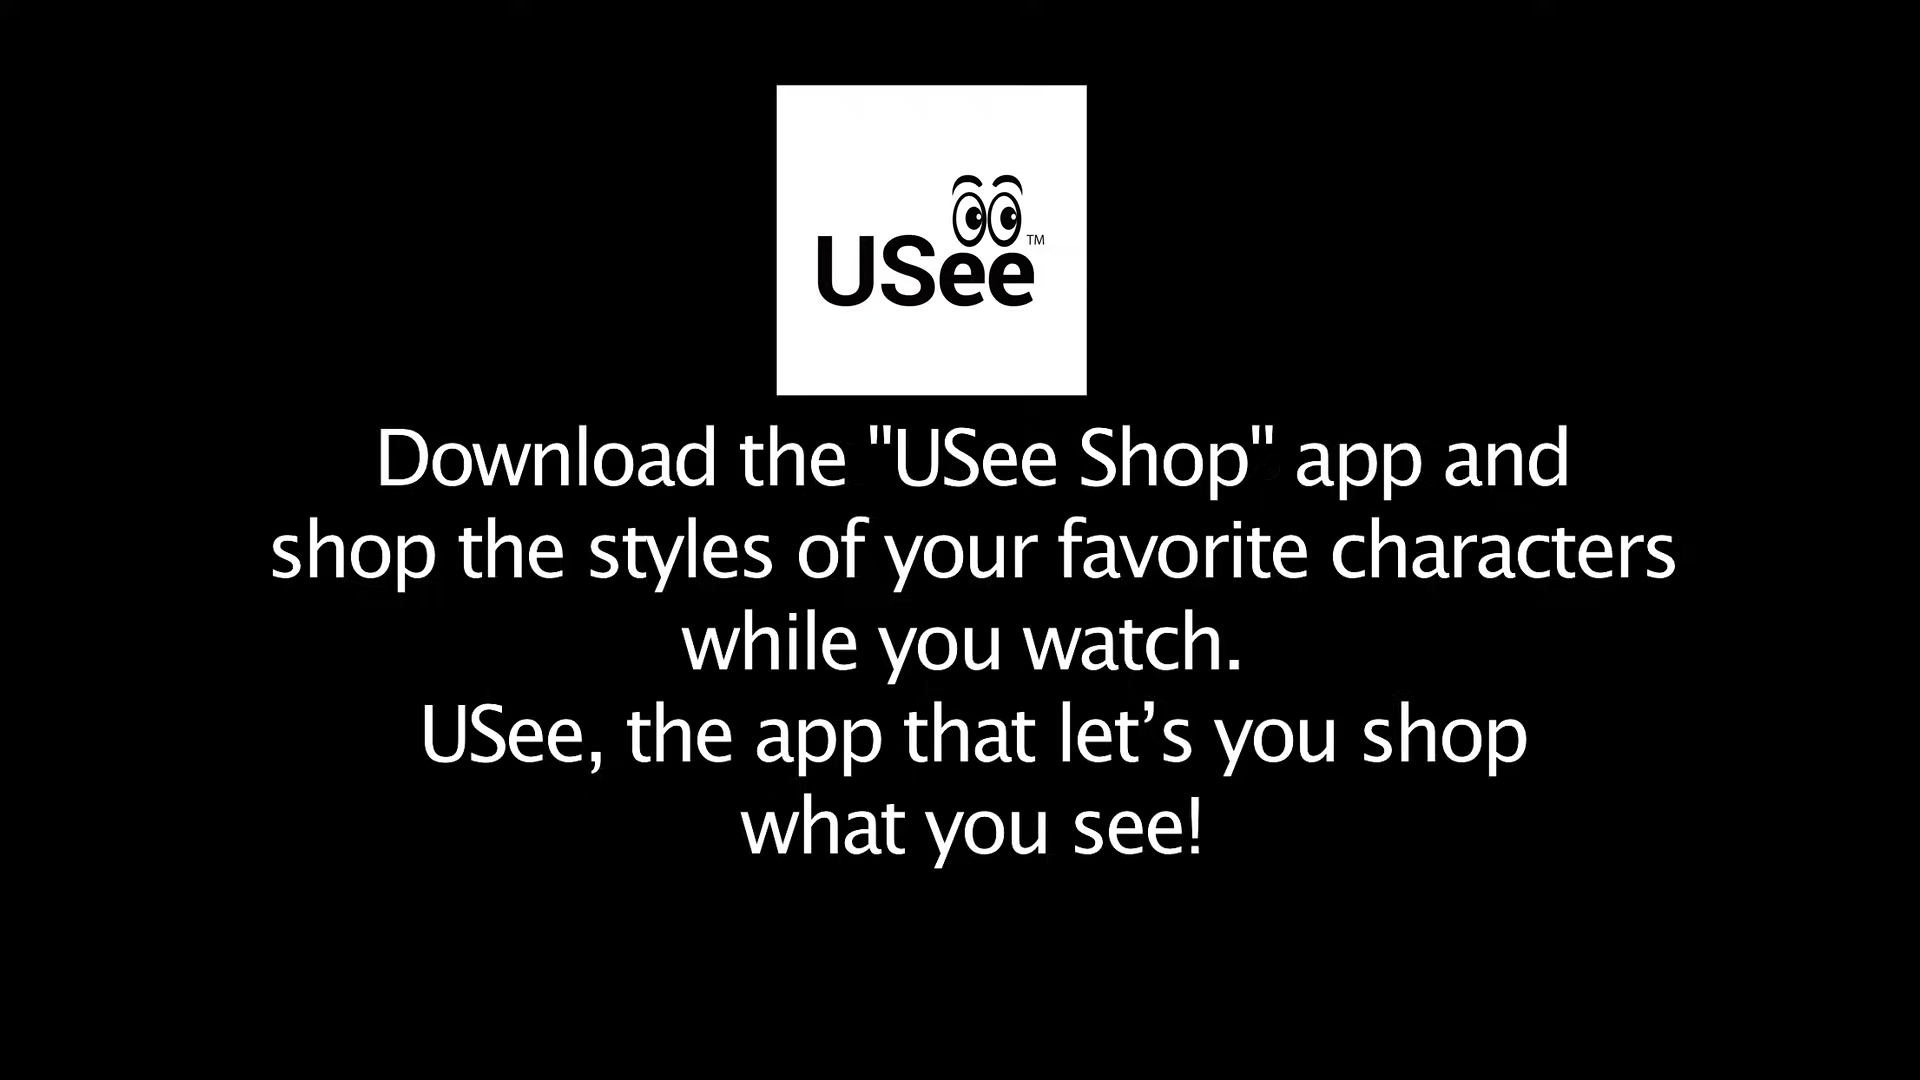 USee™
Download the "USee Shop" app and
shop the styles of your favorite characters
while you watch.
USee, the app that let’s you shop
what you see!